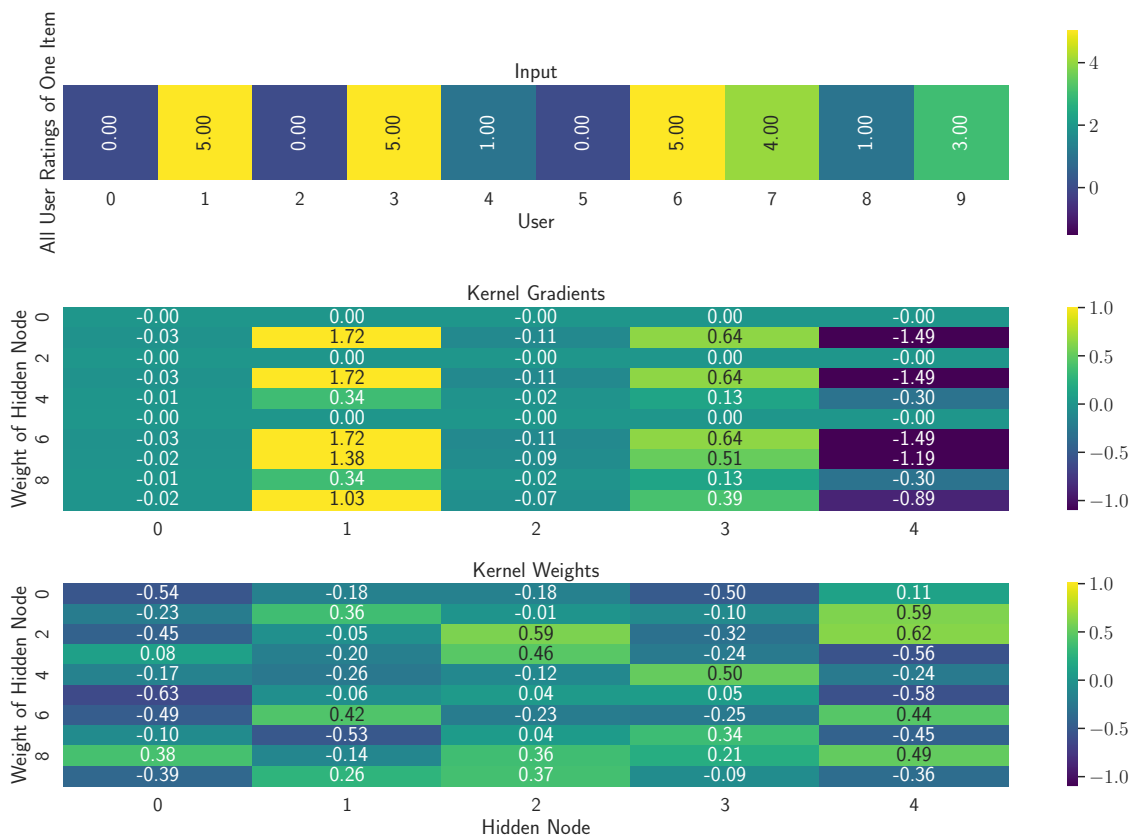 Input
All User Ratings of One Item
0.00 5.00 0.00 5.00 1.00 0.00 5.00 4.00 1.00 3.00
0 1 2 3 4 5 6 7 8 9
User
4
2
0
Kernel Gradients
Weight of Hidden Node
0 -0.00 0.00 -0.00 0.00 -0.00
-0.03 1.72 -0.11 0.64 -1.49
2 -0.00 0.00 -0.00 0.00 -0.00
-0.03 1.72 -0.11 0.64 -1.49
4 -0.01 0.34 -0.02 0.13 -0.30
-0.00 0.00 -0.00 0.00 -0.00
6 -0.03 1.72 -0.11 0.64 -1.49
-0.02 1.38 -0.09 0.51 -1.19
8 -0.01 0.34 -0.02 0.13 -0.30
-0.02 1.03 -0.07 0.39 -0.89
0 1 2 3 4
1.0
0.5
0.0
−0.5
−1.0
Kernel Weights
Weight of Hidden Node
0 -0.54 -0.18 -0.18 -0.50 0.11
-0.23 0.36 -0.01 -0.10 0.59
2 -0.45 -0.05 0.59 -0.32 0.62
0.08 -0.20 0.46 -0.24 -0.56
4 -0.17 -0.26 -0.12 0.50 -0.24
-0.63 -0.06 0.04 0.05 -0.58
6 -0.49 0.42 -0.23 -0.25 0.44
-0.10 -0.53 0.04 0.34 -0.45
8 0.38 -0.14 0.36 0.21 0.49
-0.39 0.26 0.37 -0.09 -0.36
0 1 2 3 4
Hidden Node
1.0
0.5
0.0
−0.5
−1.0